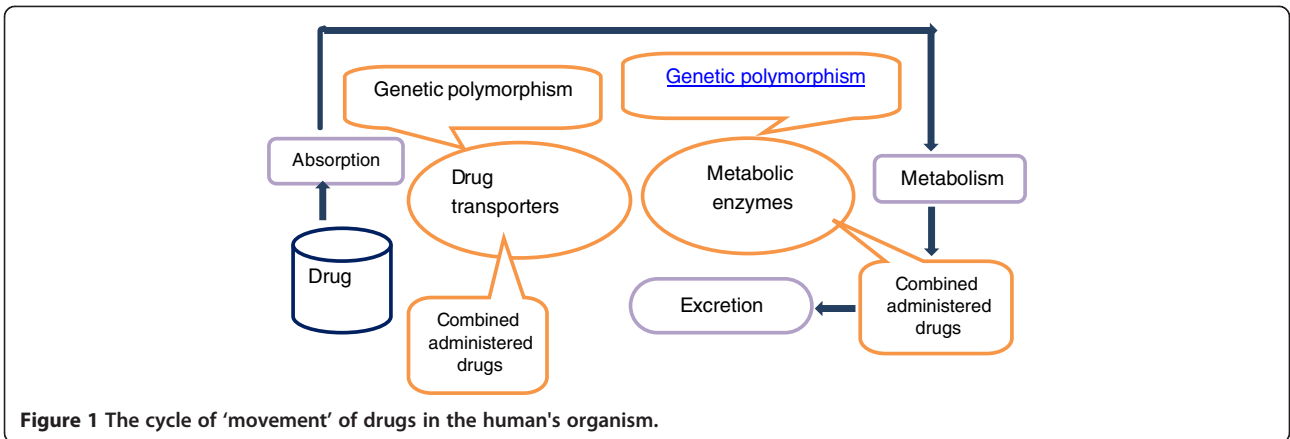 Genetic polymorphism
Genetic polymorphism
Absorption
Drug
transporters
Metabolic
enzymes
Metabolism
Drug
Combined
administered
drugs
Excretion
Combined
administered
drugs
Figure 1 The cycle of ‘movement’ of drugs in the human's organism.